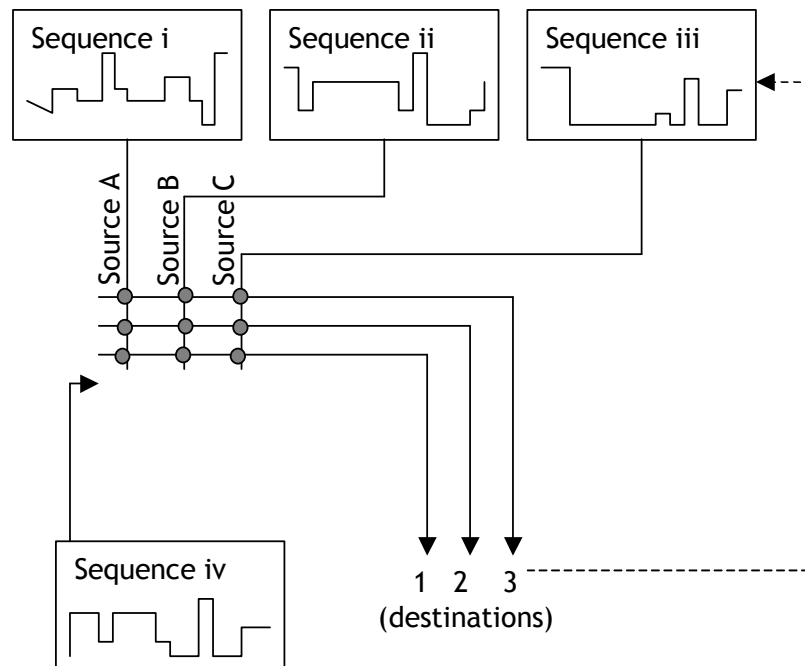 Sequence i
Sequence ii
Sequence iii
Source A
Source B
Source C
Sequence iv
1 2 3
(destinations)